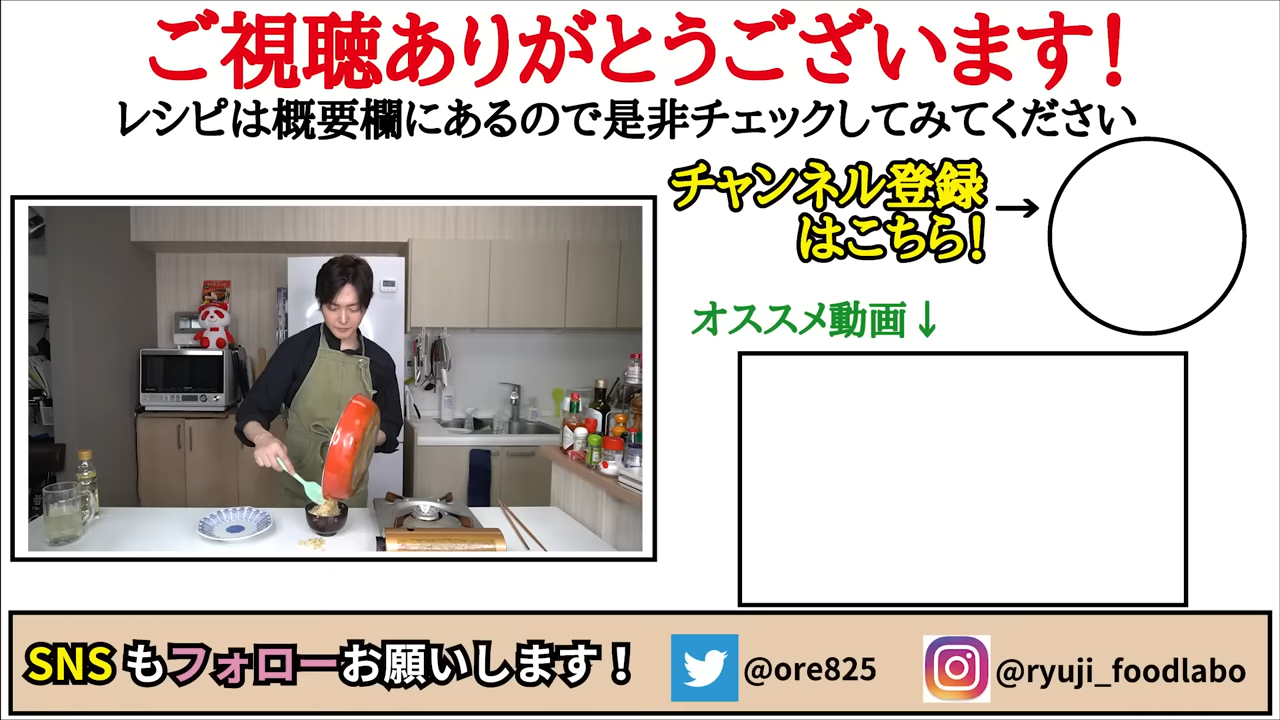 ご視聴ありがとうございます!
レシピは概要欄にあるので是非チェックしてみてください
チャンネル登録
はこちら!
→
オススメ動画↓
SNSもフォローお願いします!
@ore825
@ryuji_foodlabo